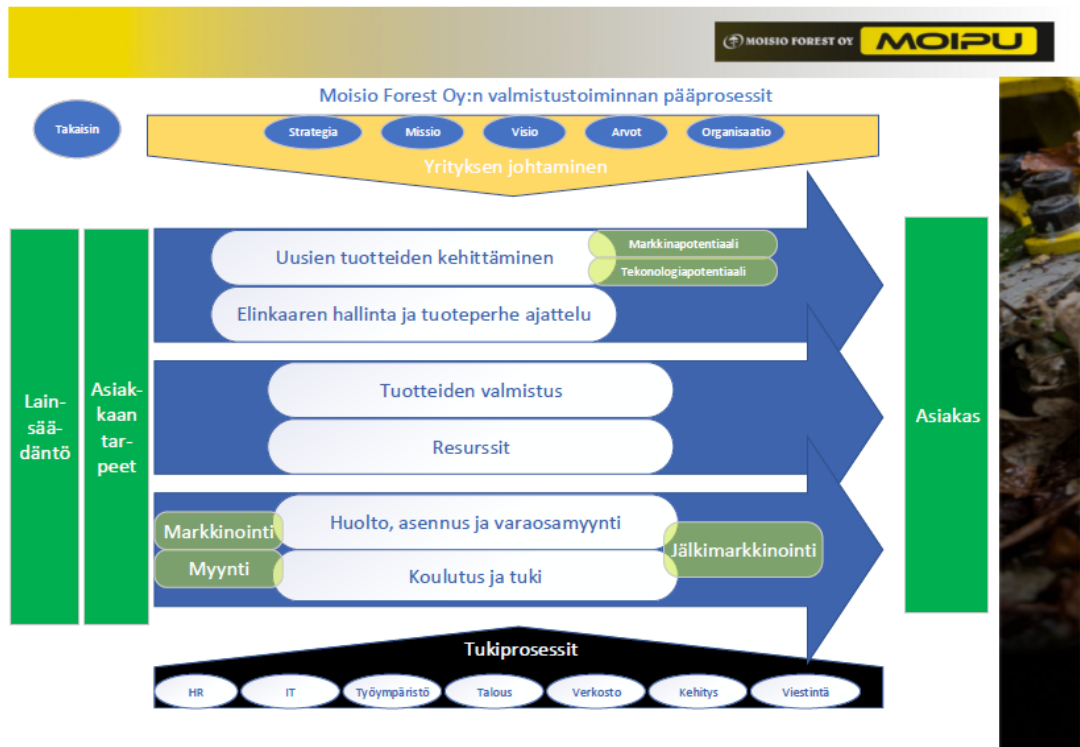 MOISIO FOREST OY MOIPU
Moisio Forest Oy:n valmistustoiminnan pääprosessit
Takaisin
Strategia
Missio
Visio
Arvot
Organisaatio
Yrityksen johtaminen
Lain-
sää-
däntö
Asiak-
kaan
tar-
peet
Uusien tuotteiden kehittäminen
Markkinapotentiaali
Tekonologiapotentiaali
Elinkaaren hallinta ja tuoteperhe ajattelu
Tuotteiden valmistus
Resurssit
Markkinointi
Myynti
Huolto, asennus ja varaosamyynti
Koulutus ja tuki
Jälkimarkkinointi
Asiakas
Tukiprosessit
HR
IT
Työympäristö
Talous
Verkosto
Kehitys
Viestintä